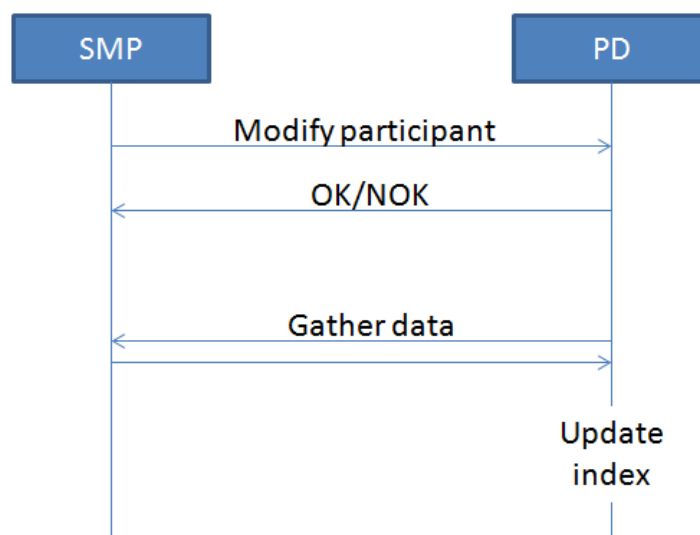 SMP
PD
Modify participant
OK/NOK
Gather data
Update
index